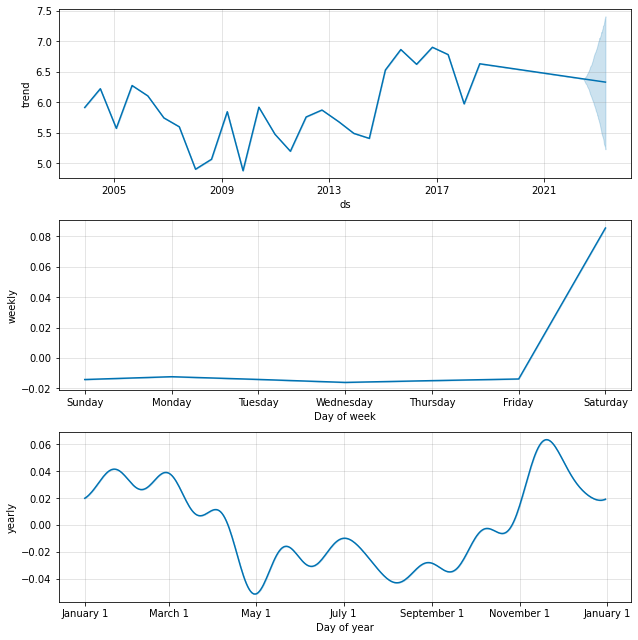 7.5
7.0
6.5
6.0
5.5
5.0
trend
2005 2009 2013 2017 2021
ds
0.08
0.06
0.04
0.02
0.00
−0.02
weekly
Sunday Monday Tuesday Wednesday Thursday Friday Saturday
Day of week
0.06
0.04
0.02
0.00
−0.02
−0.04
yearly
January 1 March 1 May 1 July 1 September 1 November 1 January 1
Day of year